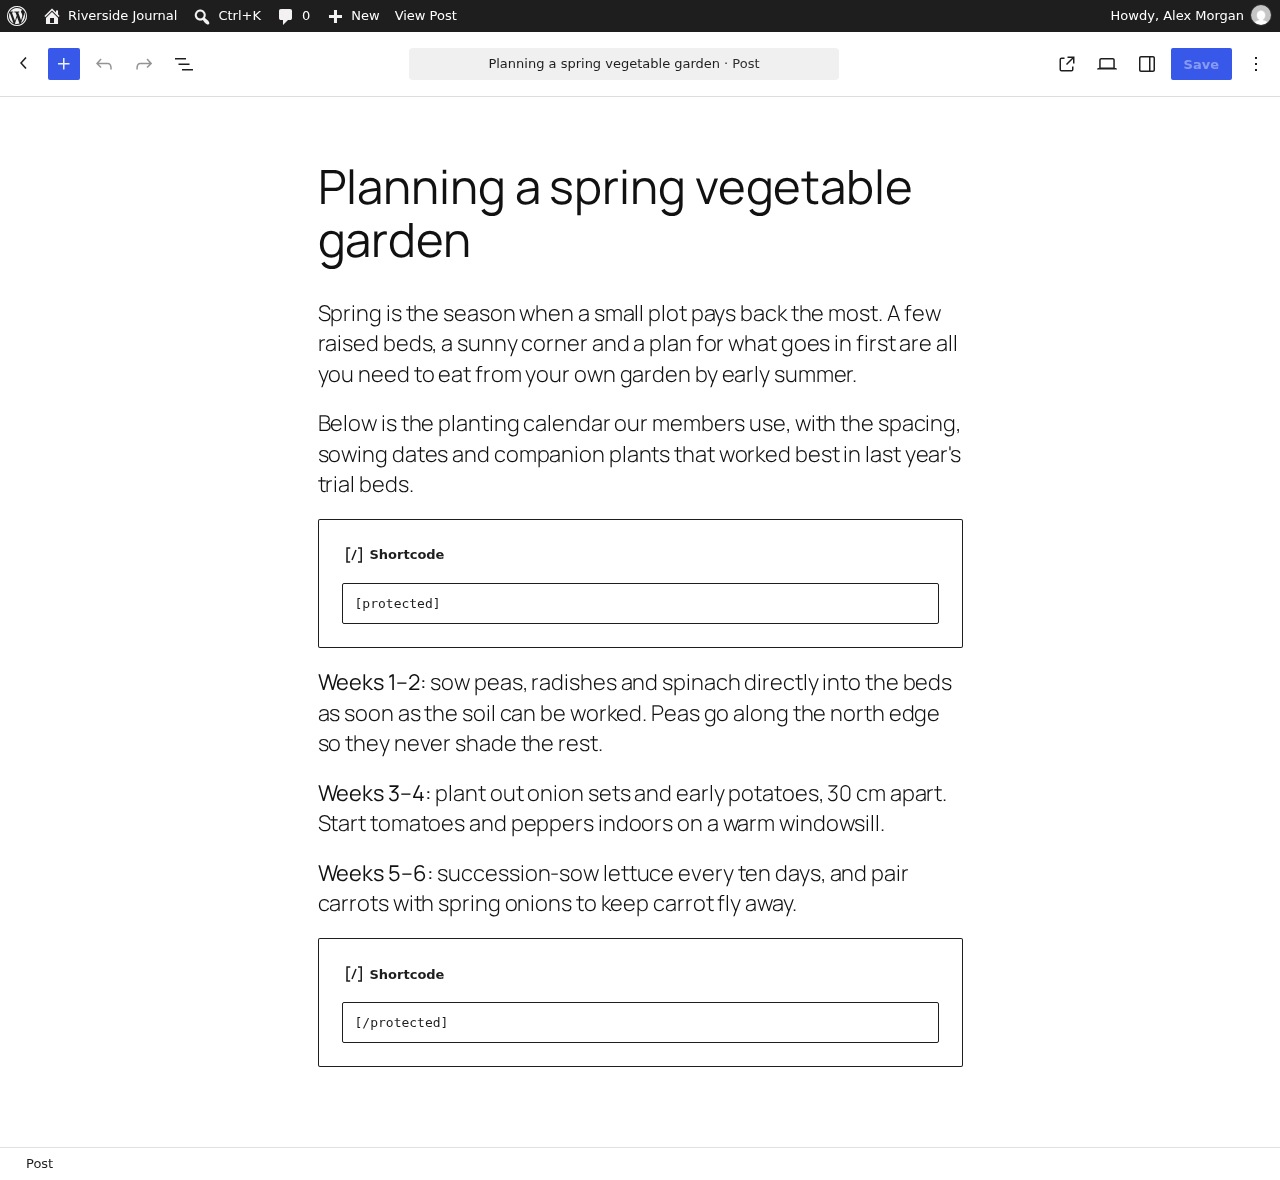 Riverside Journal Ctrl+K 0 New View Post Howdy, Alex Morgan
Planning a spring vegetable garden · Post Save
Planning a spring vegetable
garden
Spring is the season when a small plot pays back the most. A few
raised beds, a sunny corner and a plan for what goes in first are all
you need to eat from your own garden by early summer.
Below is the planting calendar our members use, with the spacing,
sowing dates and companion plants that worked best in last year's
trial beds.
[/] Shortcode
[protected]
Weeks 1–2: sow peas, radishes and spinach directly into the beds
as soon as the soil can be worked. Peas go along the north edge
so they never shade the rest.
Weeks 3–4: plant out onion sets and early potatoes, 30 cm apart.
Start tomatoes and peppers indoors on a warm windowsill.
Weeks 5–6: succession-sow lettuce every ten days, and pair
carrots with spring onions to keep carrot fly away.
[/] Shortcode
[/protected]
Post